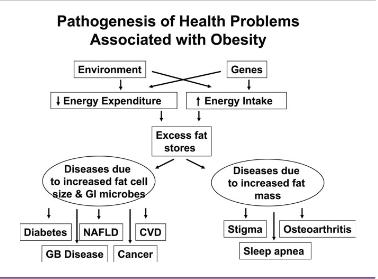 Pathogenesis of Health Problems
Associated with Obesity
Environment
Genes
↓ Energy Expenditure
↑ Energy Intake
Excess fat
stores
Diseases due
to increased fat cell
size & GI microbes
Diseases due
to increased fat
mass
Diabetes
NAFLD
CVD
GB Disease
Cancer
Stigma
Osteoarthritis
Sleep apnea